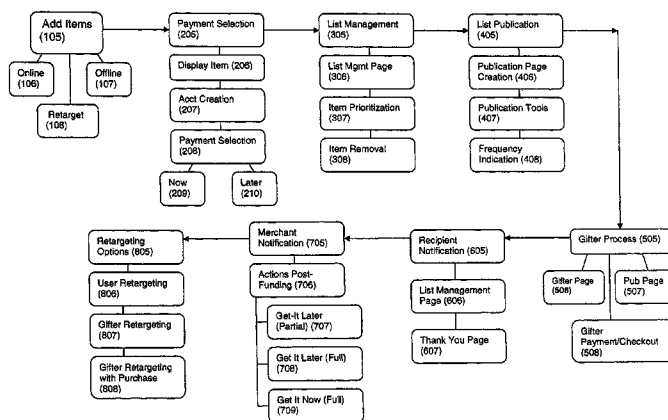 Add Items
(105)
Online
(106)
Offline
(107)
Retarget
(108)
Payment Selection
(205)
Display Item (206)
Acct Creation
(207)
Payment Selection
(208)
Now
(209)
Later
(210)
List Management
(305)
List Mgmt Page
(306)
Item Prioritization
(307)
Item Removal
(308)
List Publication
(405)
Publication Page
Creation (406)
Publication Tools
(407)
Frequency
Indication (408)
Gifter Process (505)
Gifter Page
(506)
Pub Page
(507)
Gifter
Payment/Checkout
(508)
Recipient
Notification (605)
List Management
Page (606)
Thank You Page
(607)
Merchant
Notification (705)
Actions Post-
Funding (706)
Get-It Later
(Partial) (707)
Get It Later (Full)
(708)
Get It Now (Full)
(709)
Retargeting
Options (805)
User Retargeting
(806)
Gifter Retargeting
(807)
Gifter Retargeting
with Purchase
(808)